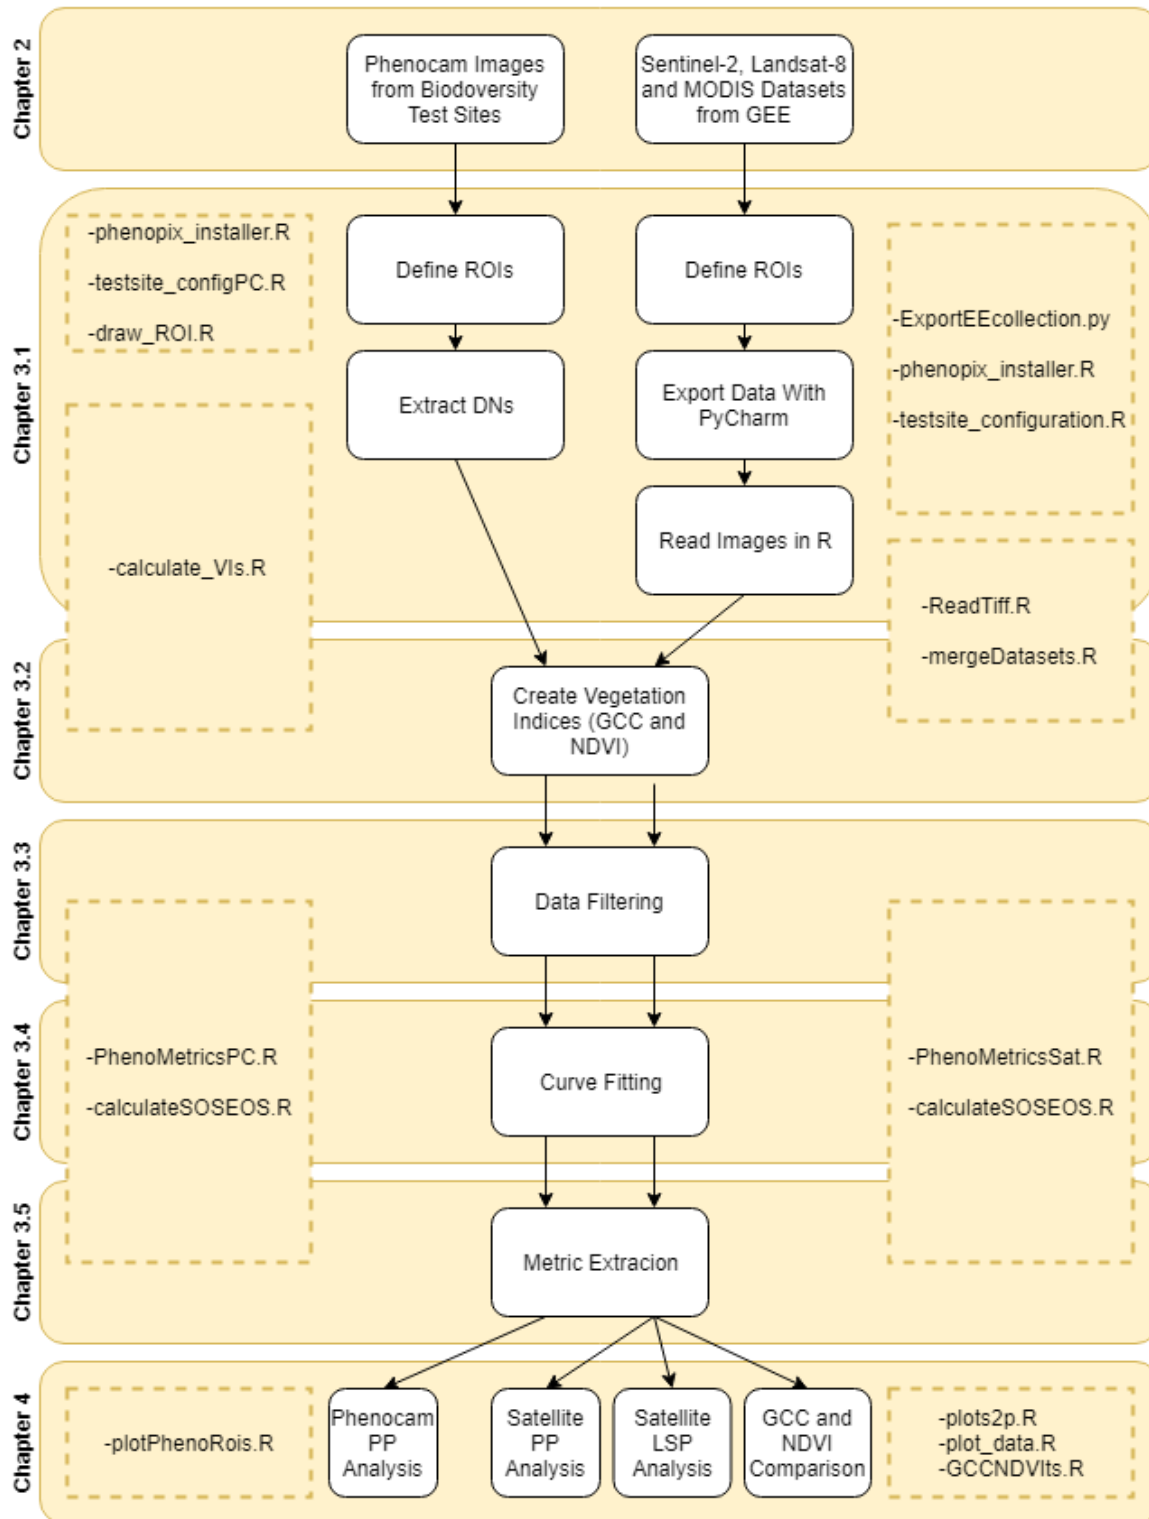 Chapter 2
Phenocam Images
from Biodoversity
Test Sites
Sentinel-2, Landsat-8
and MODIS Datasets
from GEE
Chapter 3.1
-phenopix_installer.R
-testsite_configPC.R
-draw_ROI.R
Define ROIs
Define ROIs
-ExportEEcollection.py
-phenopix_installer.R
-testsite_configuration.R
Extract DNs
Export Data With
PyCharm
-calculate_VIs.R
Read Images in R
-ReadTiff.R
-mergeDatasets.R
Chapter 3.2
Create Vegetation
Indices (GCC and
NDVI)
Chapter 3.3
Data Filtering
Chapter 3.4
-PhenoMetricsPC.R
-calculateSOSEOS.R
Curve Fitting
-PhenoMetricsSat.R
-calculateSOSEOS.R
Chapter 3.5
Metric Extracion
Chapter 4
-plotPhenoRois.R
Phenocam
PP
Analysis
Satellite
PP
Analysis
Satellite
LSP
Analysis
GCC and
NDVI
Comparison
-plots2p.R
-plot_data.R
-GCCNDVIts.R